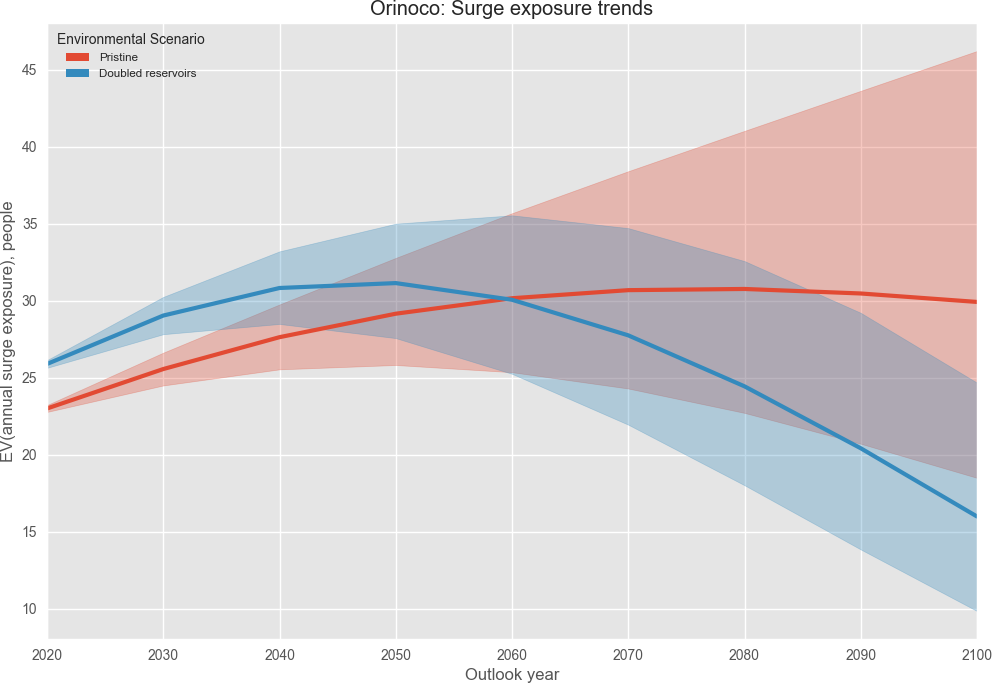 Orinoco: Surge exposure trends
Environmental Scenario
Pristine
Doubled reservoirs
EV(annual surge exposure), people
45
40
35
30
25
20
15
10
2020 2030 2040 2050 2060 2070 2080 2090 2100
Outlook year